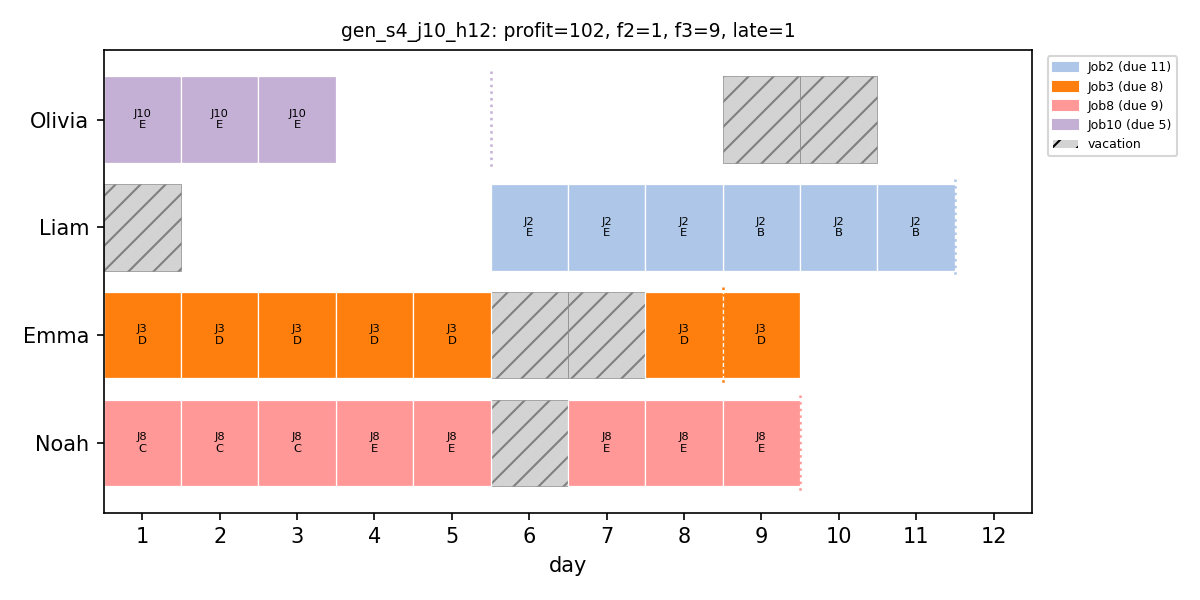 gen_s4_j10_h12: profit=102, f2=1, f3=9, late=1
Job2 (due 11)
Job3 (due 8)
Job8 (due 9)
Job10 (due 5)
vacation
Olivia
J10 J10 J10
E E E
Liam
J2 J2 J2 J2 J2 J2
E E E B B B
Emma
J3 J3 J3 J3 J3 J3 J3
D D D D D D D
Noah
J8 J8 J8 J8 J8 J8 J8 J8
C C C E E E E E
1 2 3 4 5 6 7 8 9 10 11 12
day